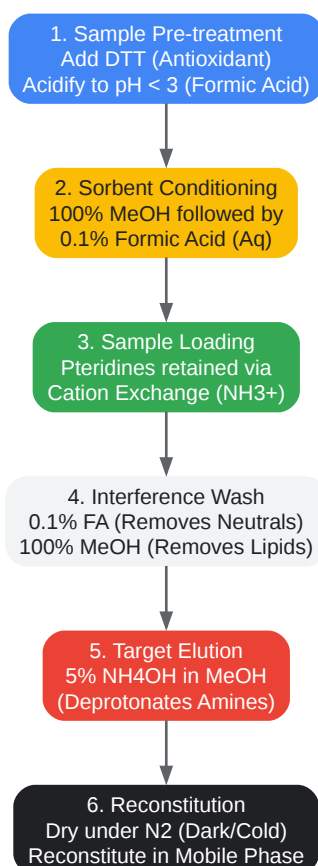 1. Sample Pre-treatment
Add DTT (Antioxidant)
Acidify to pH < 3 (Formic Acid)
2. Sorbent Conditioning
100% MeOH followed by
0.1% Formic Acid (Aq)
3. Sample Loading
Pteridines retained via
Cation Exchange (NH3+)
4. Interference Wash
0.1% FA (Removes Neutrals)
100% MeOH (Removes Lipids)
5. Target Elution
5% NH4OH in MeOH
(Deprotonates Amines)
6. Reconstitution
Dry under N2 (Dark/Cold)
Reconstitute in Mobile Phase